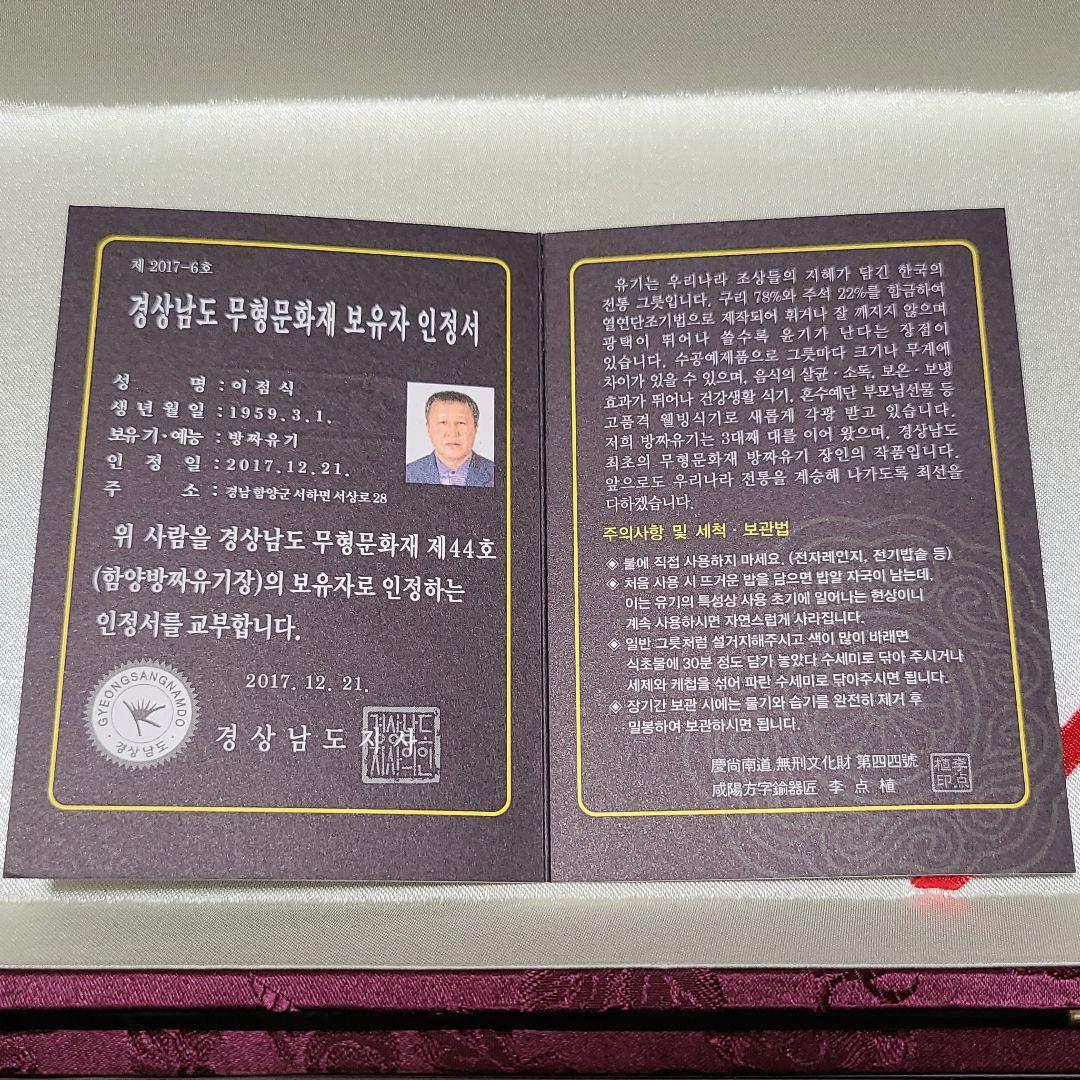 제 2017-6호
경상남도 무형문화재 보유자 인정서
성 명 : 이 점 식
생 년 월 일 : 1959. 3. 1.
보유기·예능 : 방짜유기
인 정 일 : 2017. 12. 21.
주 소 : 경남 함양군 서하면 서상로 28
위 사람을 경상남도 무형문화재 제44호
(함양방짜유기장)의 보유자로 인정하는
인정서를 교부합니다.
2017. 12. 21.
GYEONGSANGNAMDO
· 경상남도 ·
경 상 남 도 지 사
경상남도
지사의인
유기는 우리나라 조상들의 지혜가 담긴 한국의
전통 그릇입니다. 구리 78%와 주석 22%를 합금하여
열연단조기법으로 제작되어 휘거나 잘 깨지지 않으며
광택이 뛰어나 쓸수록 윤기가 난다는 장점이
있습니다. 수공예제품으로 그릇마다 크기나 무게에
차이가 있을 수 있으며, 음식의 살균·소독, 보온·보냉
효과가 뛰어나 건강생활 식기, 혼수예단 부모님선물 등
고품격 웰빙식기로 새롭게 각광 받고 있습니다.
저희 방짜유기는 3대째 대를 이어 왔으며, 경상남도
최초의 무형문화재 방짜유기 장인의 작품입니다.
앞으로도 우리나라 전통을 계승해 나가도록 최선을
다하겠습니다.
주의사항 및 세척·보관법
◈ 불에 직접 사용하지 마세요. (전자레인지, 전기밥솥 등)
◈ 처음 사용 시 뜨거운 밥을 담으면 밥알 자국이 남는데.
이는 유기의 특성상 사용 초기에 일어나는 현상이니
계속 사용하시면 자연스럽게 사라집니다.
◈ 일반 그릇처럼 설거지해주시고 색이 많이 바래면
식초물에 30분 정도 담가 놓았다 수세미로 닦아 주시거나
세제와 케첩을 섞어 파란 수세미로 닦아주시면 됩니다.
◈ 장기간 보관 시에는 물기와 습기를 완전히 제거 후
밀봉하여 보관하시면 됩니다.
慶尙南道 無刑文化財 第四四號
咸陽方字鍮器匠 李 点 植
李点
植印